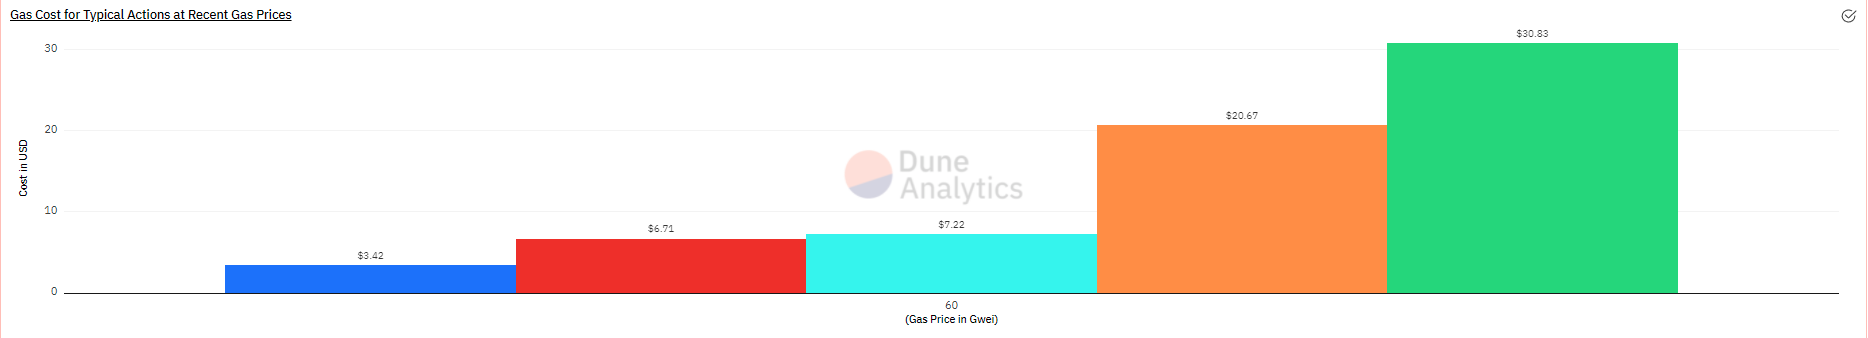 Gas Cost for Typical Actions at Recent Gas Prices
30
20
10
0
Cost in USD
$3.42
$6.71
$7.22
$20.67
$30.83
Dune
Analytics
60
(Gas Price in Gwei)